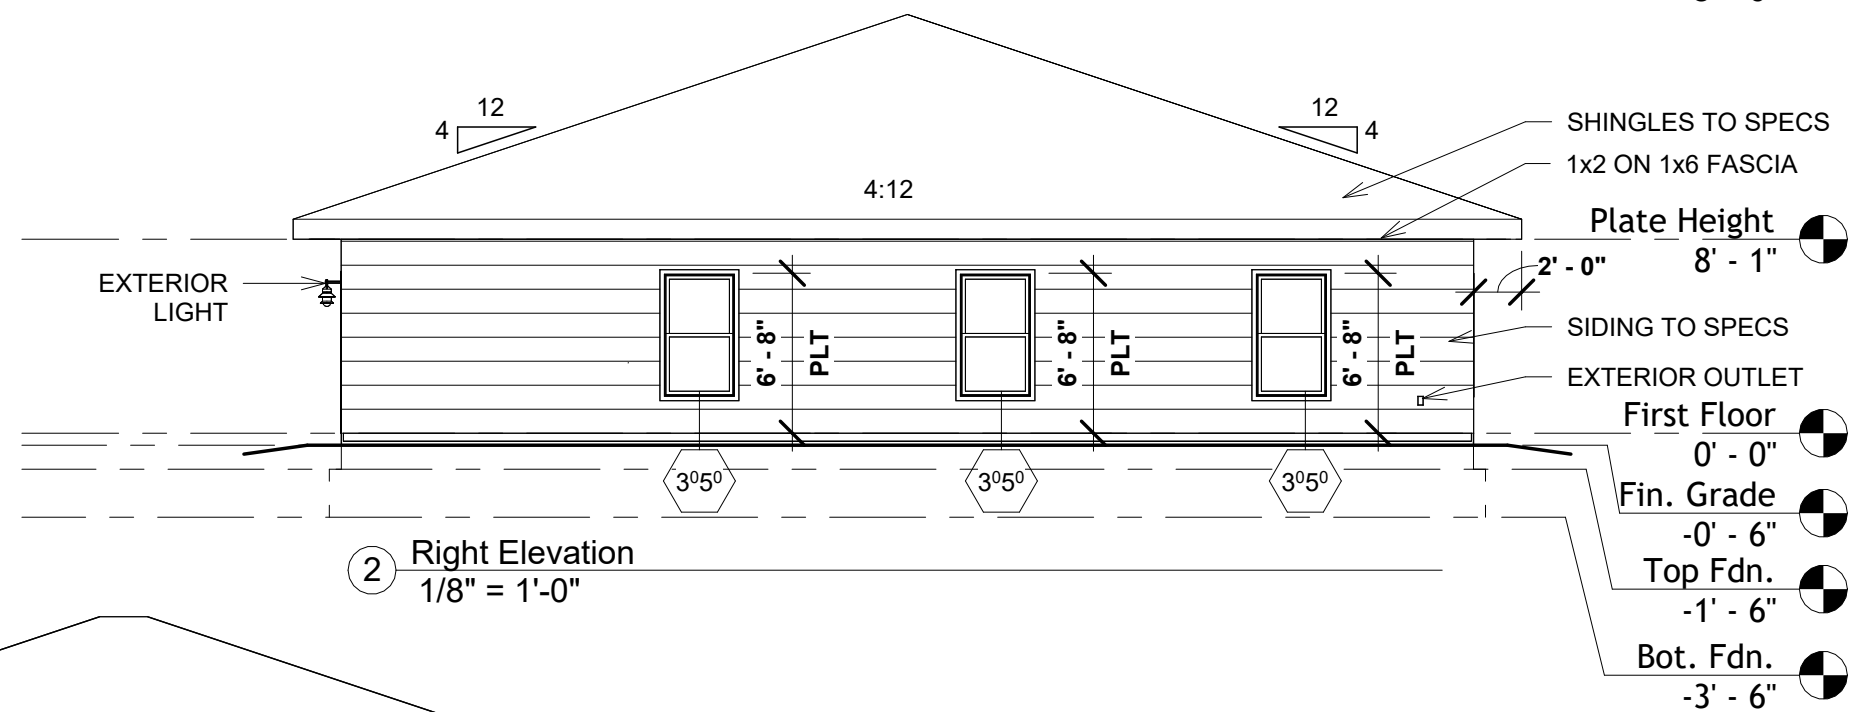 12
4
12
4
4:12
SHINGLES TO SPECS
1x2 ON 1x6 FASCIA
Plate Height
8' - 1"
2' - 0"
EXTERIOR
LIGHT
6' - 8"
PLT
6' - 8"
PLT
6' - 8"
PLT
SIDING TO SPECS
EXTERIOR OUTLET
First Floor
0' - 0"
3⁰5⁰
3⁰5⁰
3⁰5⁰
Fin. Grade
-0' - 6"
Top Fdn.
-1' - 6"
Bot. Fdn.
-3' - 6"
2
Right Elevation
1/8" = 1'-0"